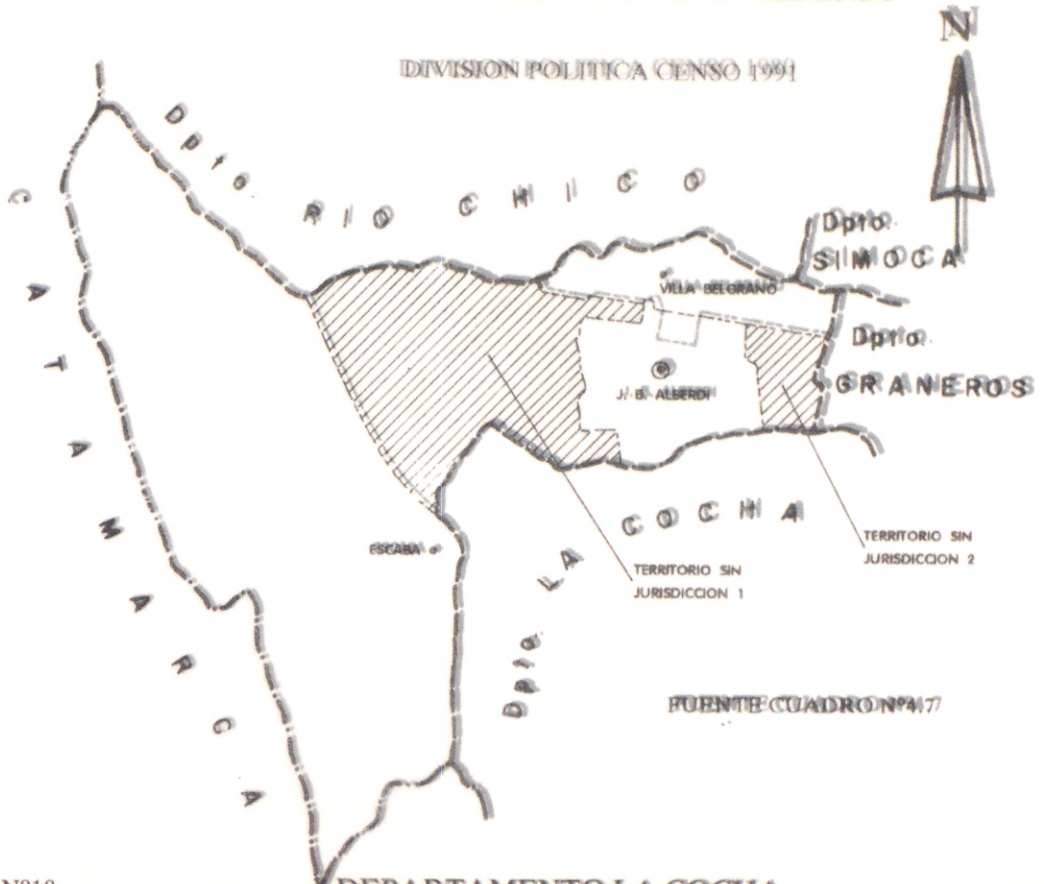 N
DIVISION POLITICA CENSO 1991
Dpto. RIO CHICO
Dpto.
SIMOCA
VILLA BELGRANO
Dpto.
GRANEROS
J. B. ALBERDI
CATAMARCA
Dpto. LA COCHA
ESCABA
TERRITORIO SIN
JURISDICCION 1
TERRITORIO SIN
JURISDICCION 2
FUENTE CUADRO Nº4.7
DEPARTAMENTO LA COCHA